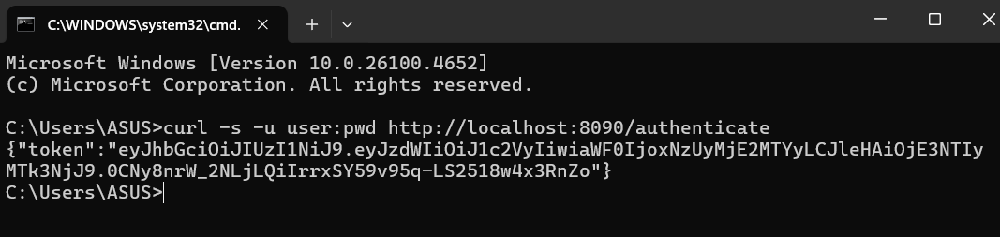 C:\WINDOWS\system32\cmd.
Microsoft Windows [Version 10.0.26100.4652]
(c) Microsoft Corporation. All rights reserved.
C:\Users\ASUS>curl -s -u user:pwd http://localhost:8090/authenticate
{"token":"eyJhbGciOiJIUzI1NiJ9.eyJzdWIiOiJ1c2VyIiwiaWF0IjoxNzUyMjE2MTYyLCJleHAiOjE3NTIy
MTk3NjJ9.0CNy8nrW_2NLjLQiIrrxSY59v95q-LS2518w4x3RnZo"}
C:\Users\ASUS>